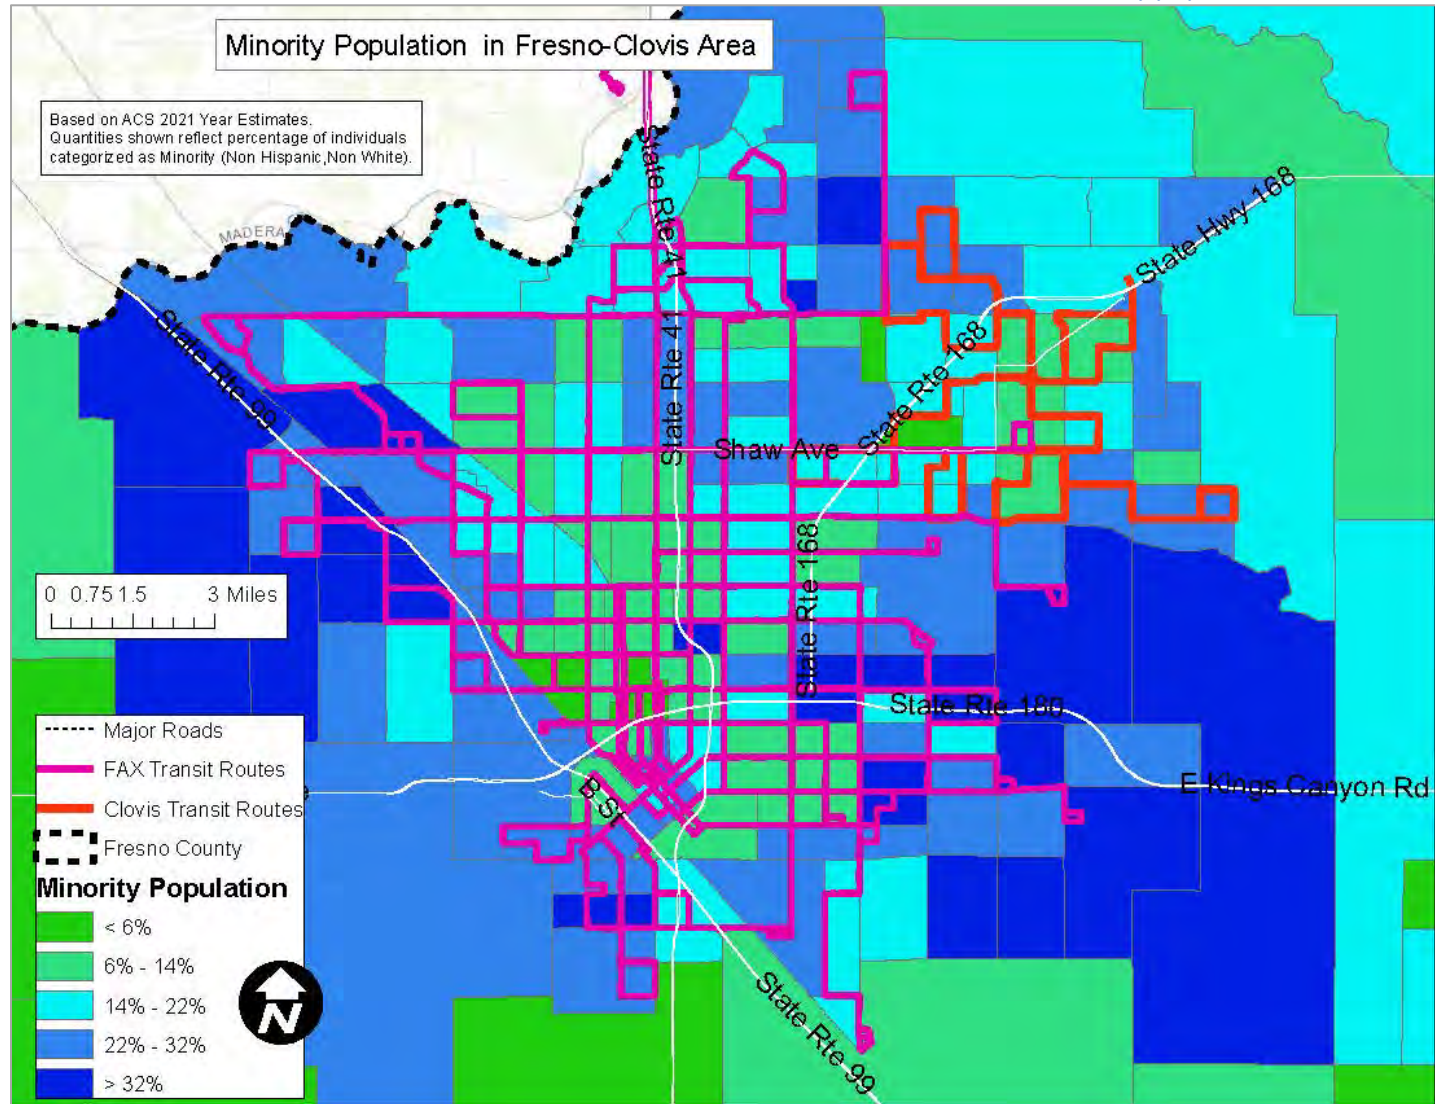 Minority Population in Fresno-Clovis Area
Based on ACS 2021 Year Estimates.
Quantities shown reflect percentage of individuals
categorized as Minority (Non Hispanic,Non White).
MADERA
State Rte 41
State Hwy 168
State Rte 99
State Rte 41
State Rte 168
Shaw Ave
State Rte 168
0 0.75 1.5 3 Miles
State Rte 180
E Kings Canyon Rd
B St
State Rte 99
Major Roads
FAX Transit Routes
Clovis Transit Routes
Fresno County
Minority Population
< 6%
6% - 14%
14% - 22%
22% - 32%
> 32%
N